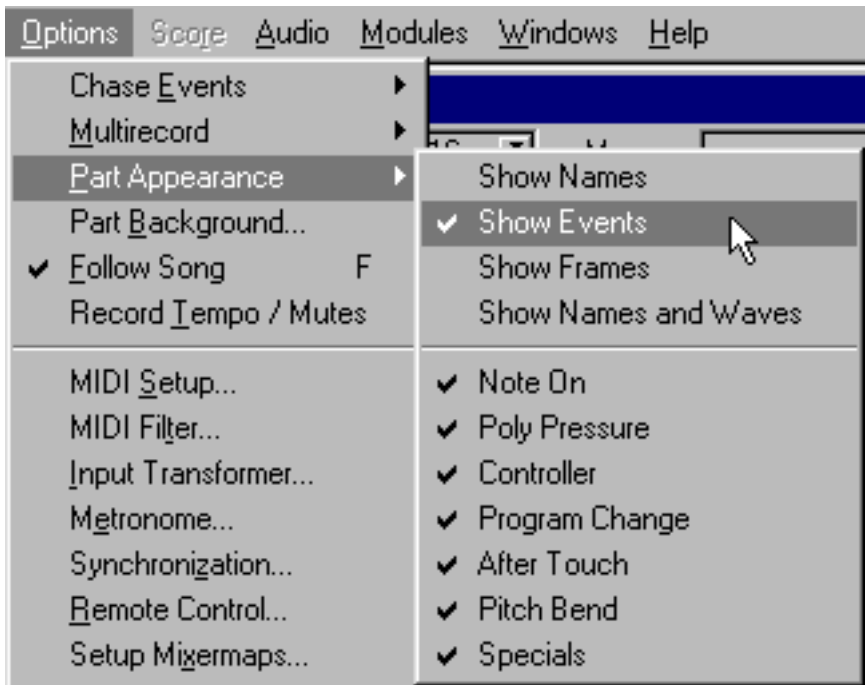 Options Score Audio Modules Windows Help
Chase Events
Multirecord
Part Appearance
Part Background...
Follow Song F
Record Tempo / Mutes
MIDI Setup...
MIDI Filter...
Input Transformer...
Metronome...
Synchronization...
Remote Control...
Setup Mixermaps...
Show Names
Show Events
Show Frames
Show Names and Waves
Note On
Poly Pressure
Controller
Program Change
After Touch
Pitch Bend
Specials